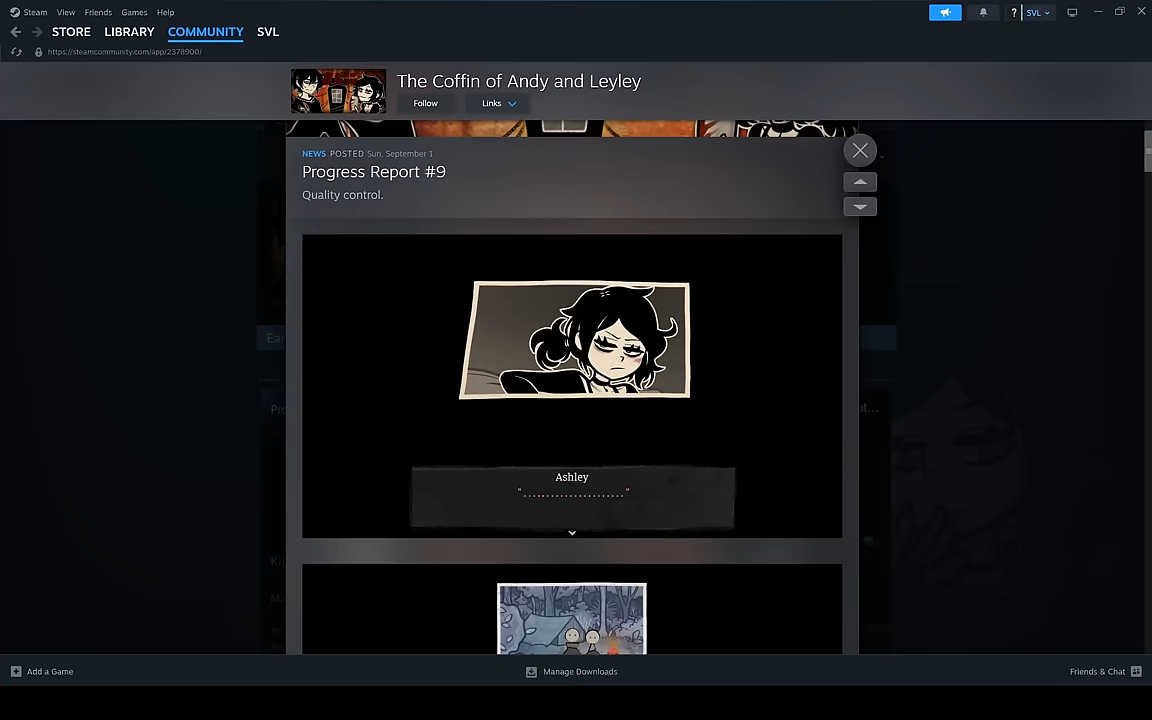 Steam View Friends Games Help
? SVL
STORE LIBRARY COMMUNITY SVL
https://steamcommunity.com/app/2378900/
The Coffin of Andy and Leyley
Follow Links
NEWS POSTED Sun, September 1
Progress Report #9
Quality control.
Ashley
"......................"
Add a Game Manage Downloads Friends & Chat